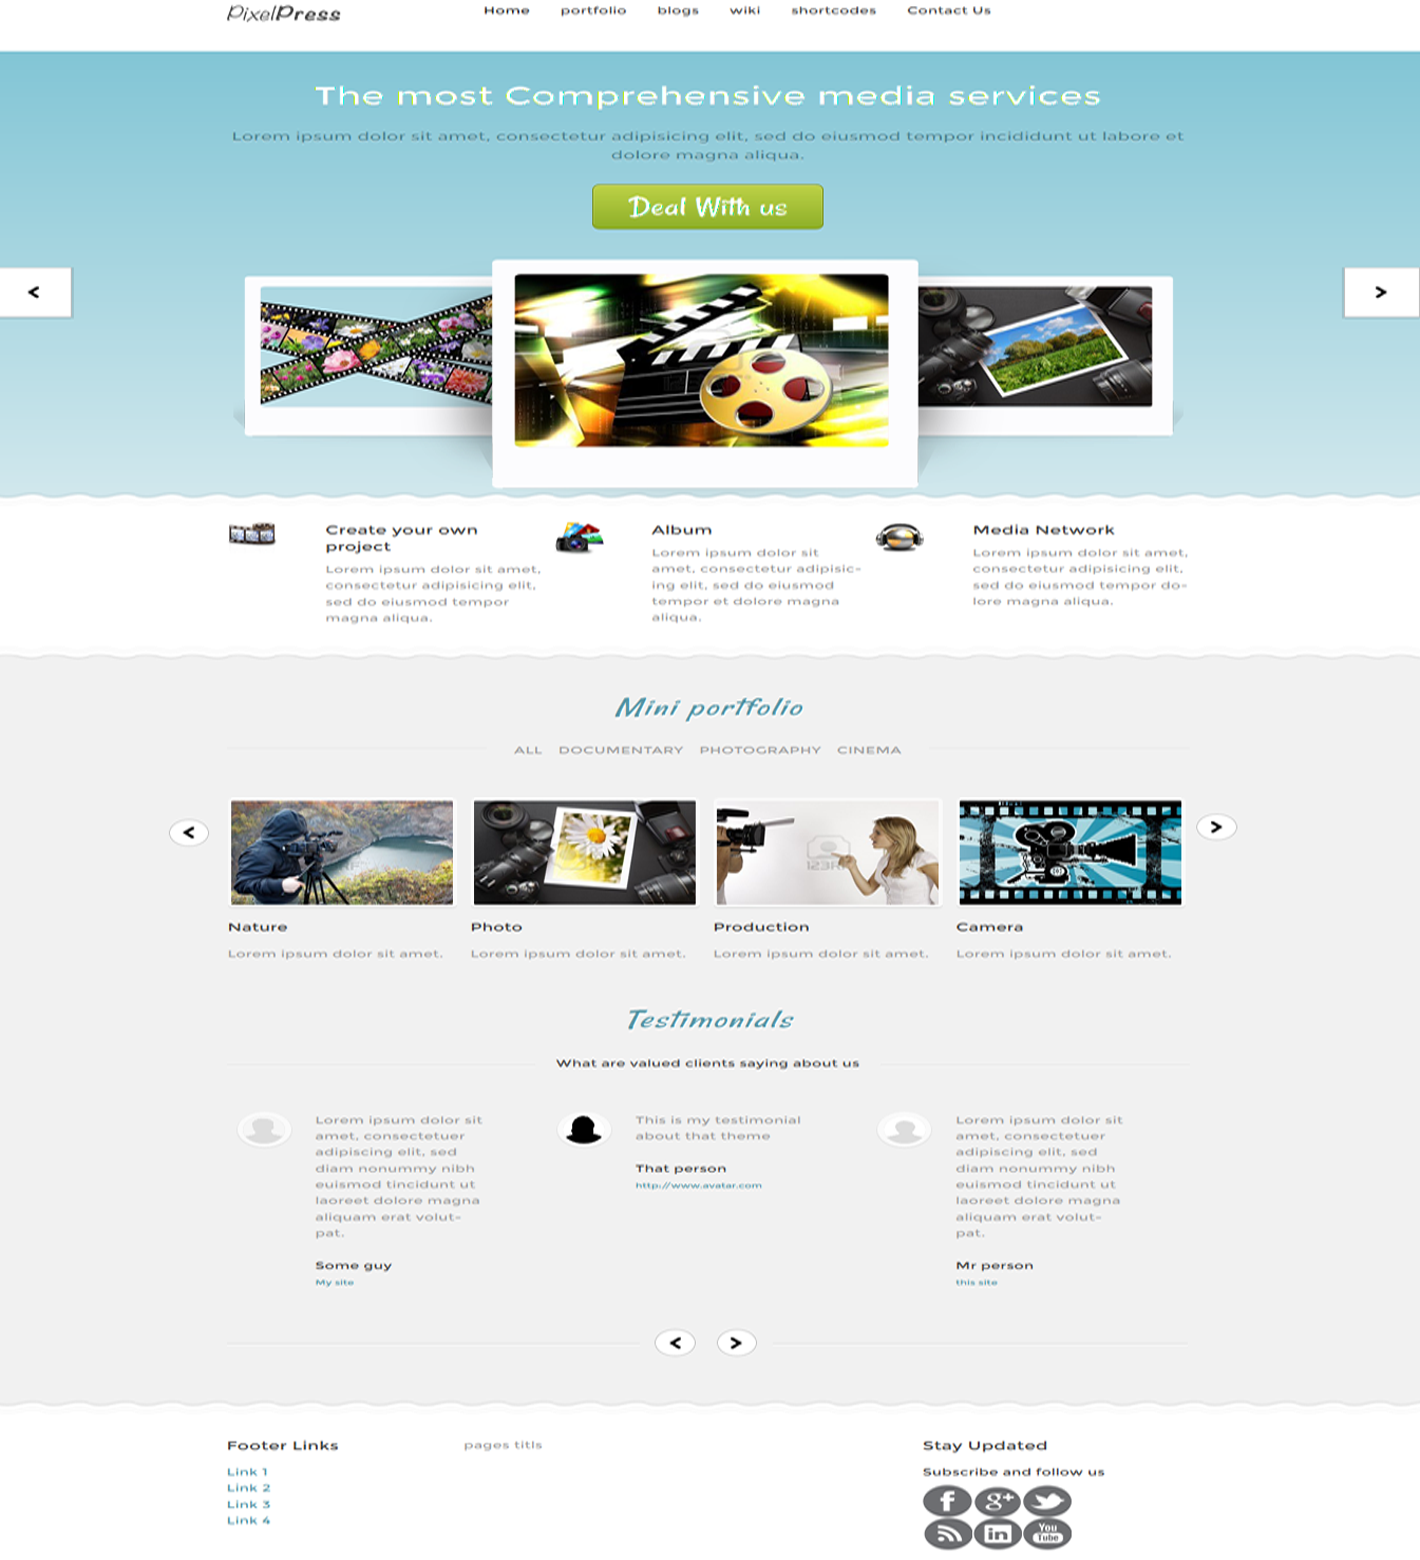 PixelPress
Home portfolio blogs wiki shortcodes Contact Us
The most Comprehensive media services
Lorem ipsum dolor sit amet, consectetur adipisicing elit, sed do eiusmod tempor incididunt ut labore et
dolore magna aliqua.
Deal With us
<
>
Create your own
project
Lorem ipsum dolor sit amet,
consectetur adipisicing elit,
sed do eiusmod tempor
magna aliqua.
Album
Lorem ipsum dolor sit
amet, consectetur adipisic-
ing elit, sed do eiusmod
tempor et dolore magna
aliqua.
Media Network
Lorem ipsum dolor sit amet,
consectetur adipisicing elit,
sed do eiusmod tempor do-
lore magna aliqua.
Mini portfolio
ALL DOCUMENTARY PHOTOGRAPHY CINEMA
<
>
Nature
Lorem ipsum dolor sit amet.
Photo
Lorem ipsum dolor sit amet.
Production
Lorem ipsum dolor sit amet.
Camera
Lorem ipsum dolor sit amet.
Testimonials
What are valued clients saying about us
Lorem ipsum dolor sit
amet, consectetuer
adipiscing elit, sed
diam nonummy nibh
euismod tincidunt ut
laoreet dolore magna
aliquam erat volut-
pat.
Some guy
My site
This is my testimonial
about that theme
That person
http://www.avatar.com
Lorem ipsum dolor sit
amet, consectetuer
adipiscing elit, sed
diam nonummy nibh
euismod tincidunt ut
laoreet dolore magna
aliquam erat volut-
pat.
Mr person
this site
< >
Footer Links
Link 1
Link 2
Link 3
Link 4
pages titls
Stay Updated
Subscribe and follow us
f g+
in You
Tube